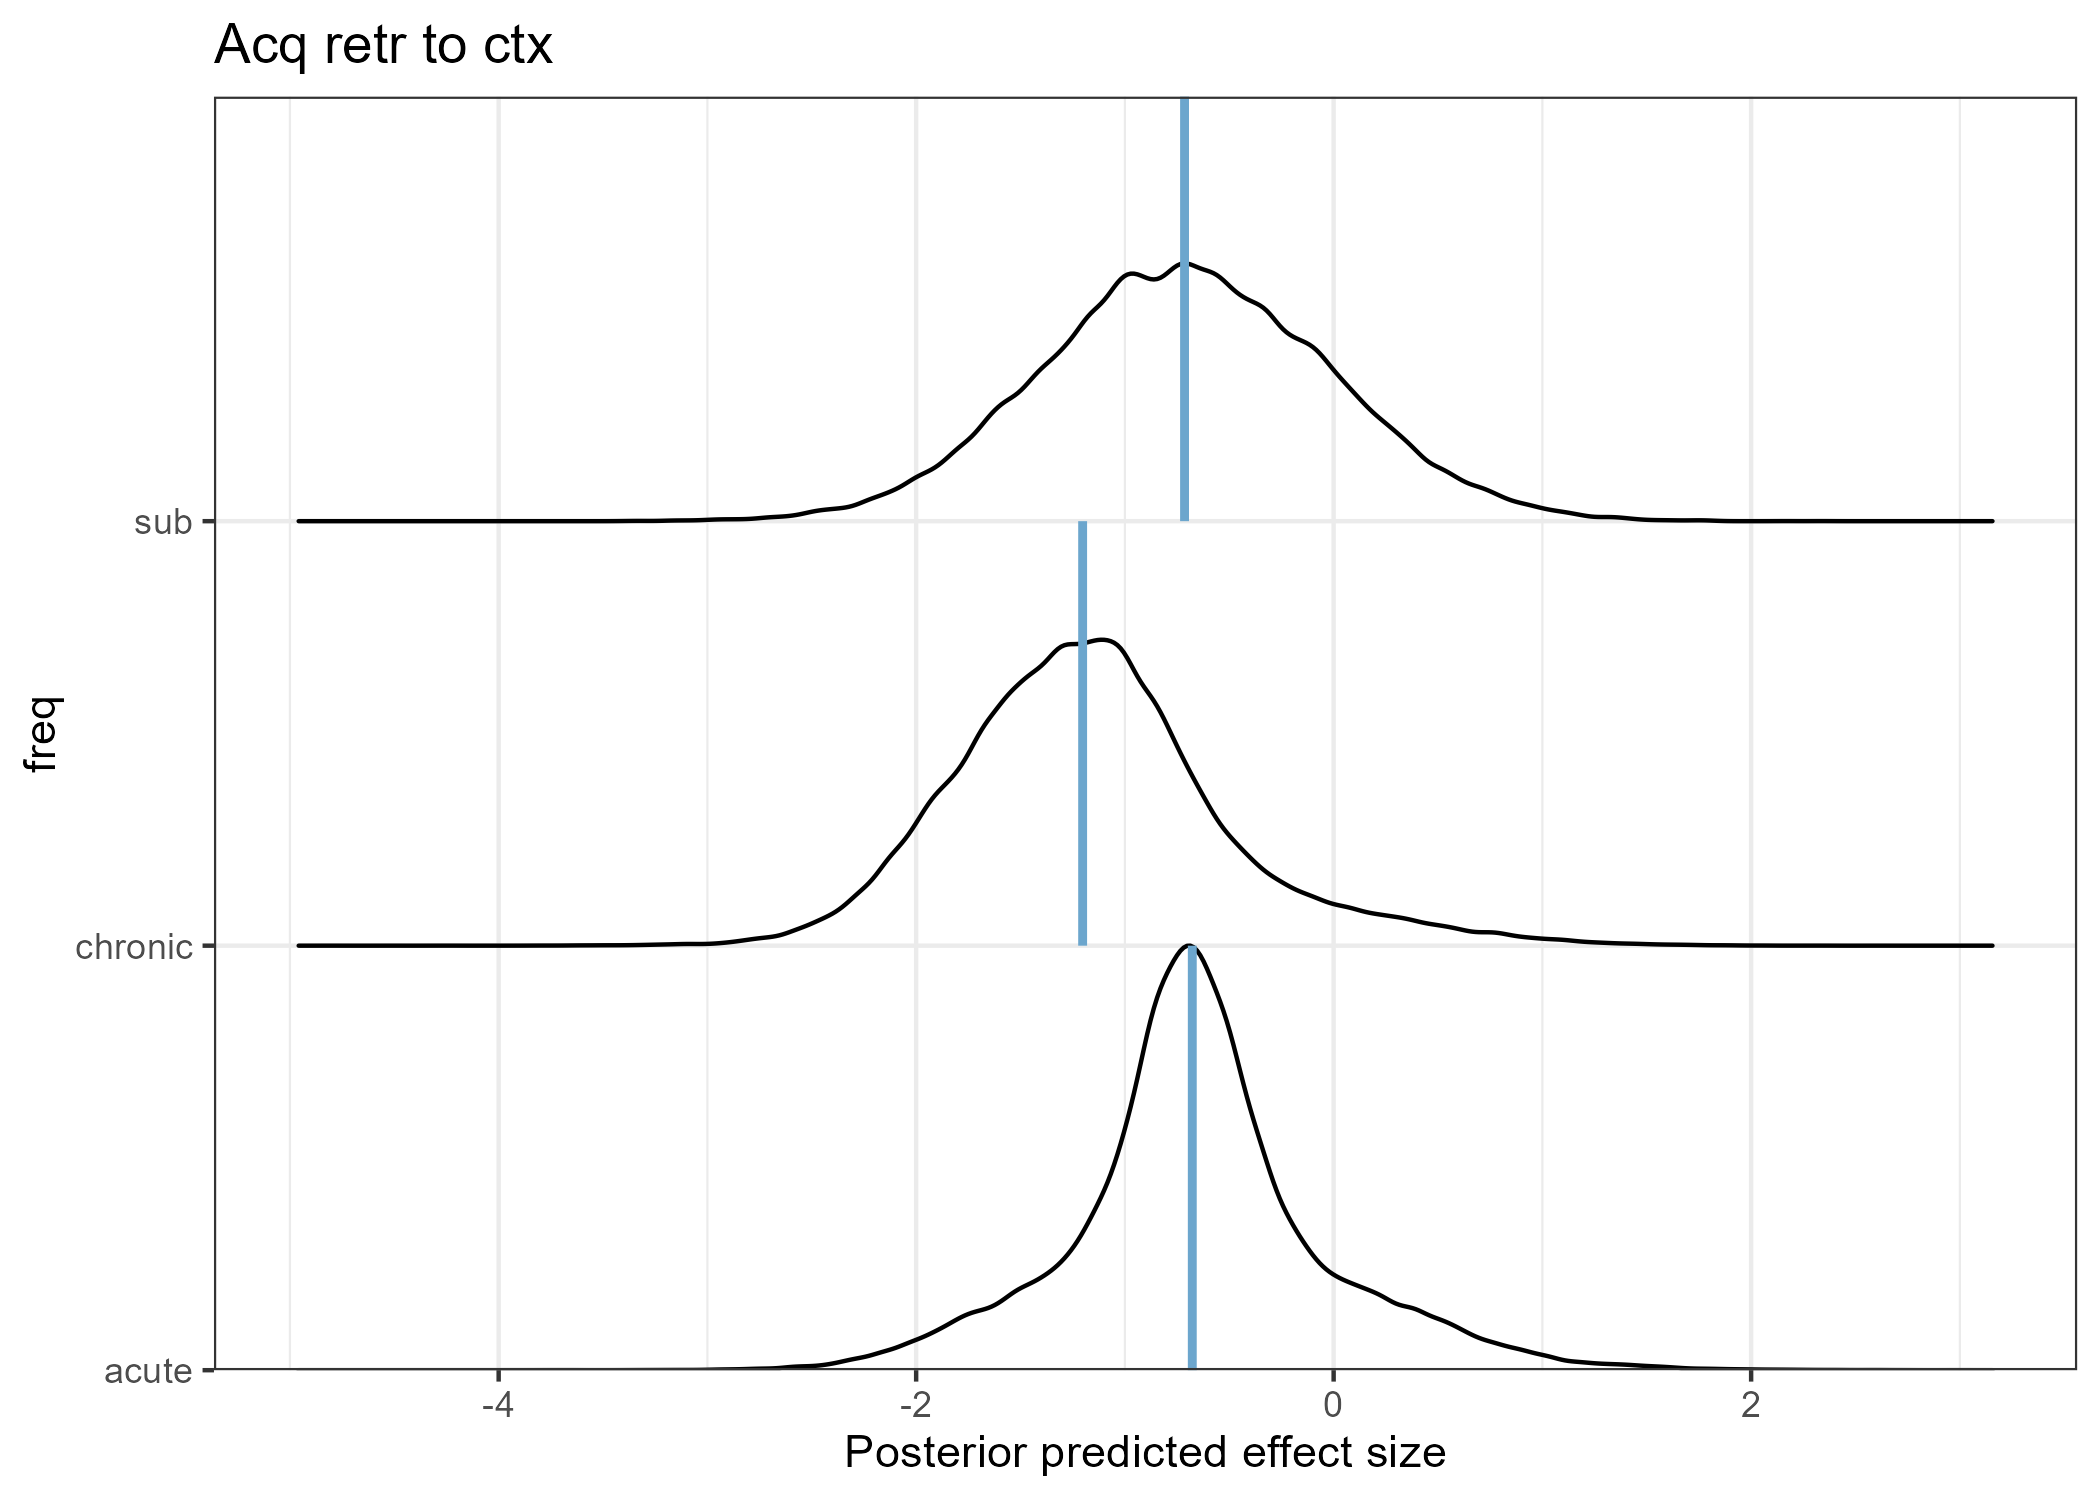 Acq retr to ctx
freq
sub
chronic
acute
-4
-2
0
2
Posterior predicted effect size